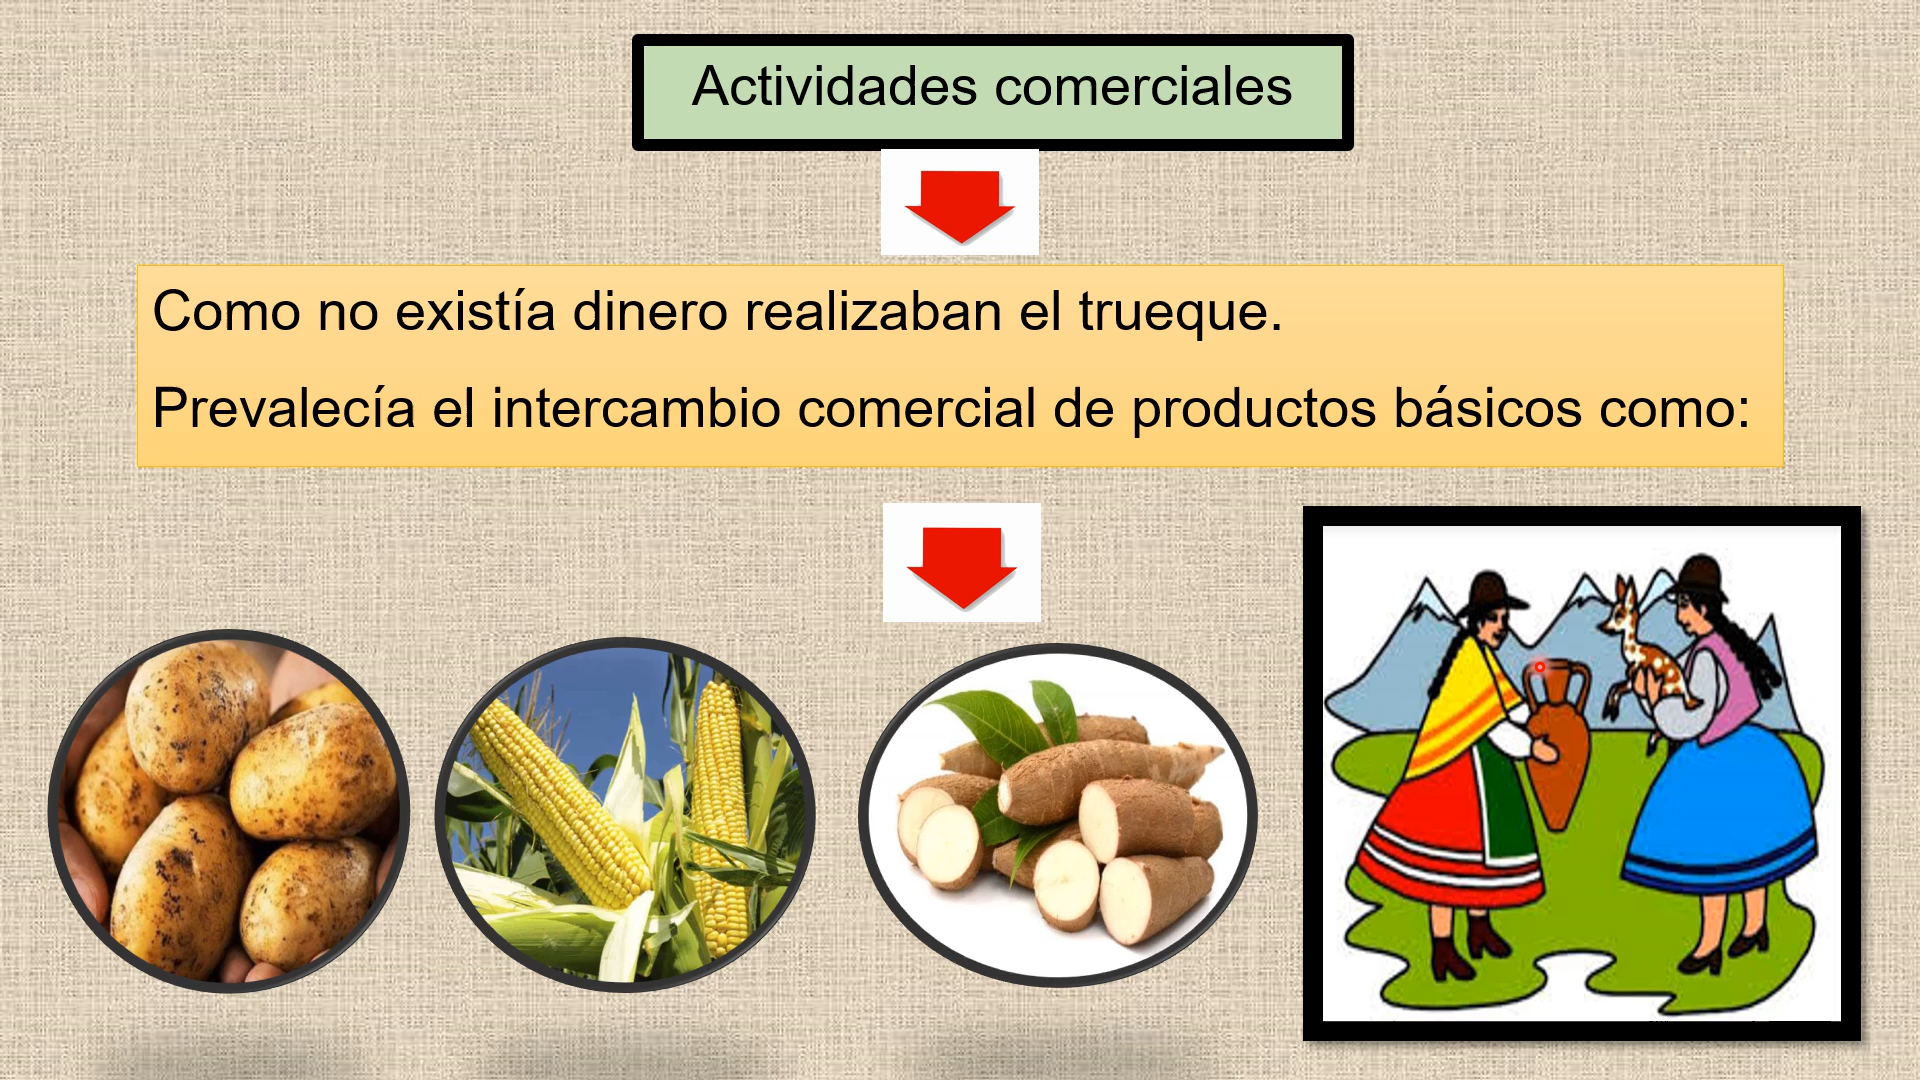 Actividades comerciales
Como no existía dinero realizaban el trueque.
Prevalecía el intercambio comercial de productos básicos como: